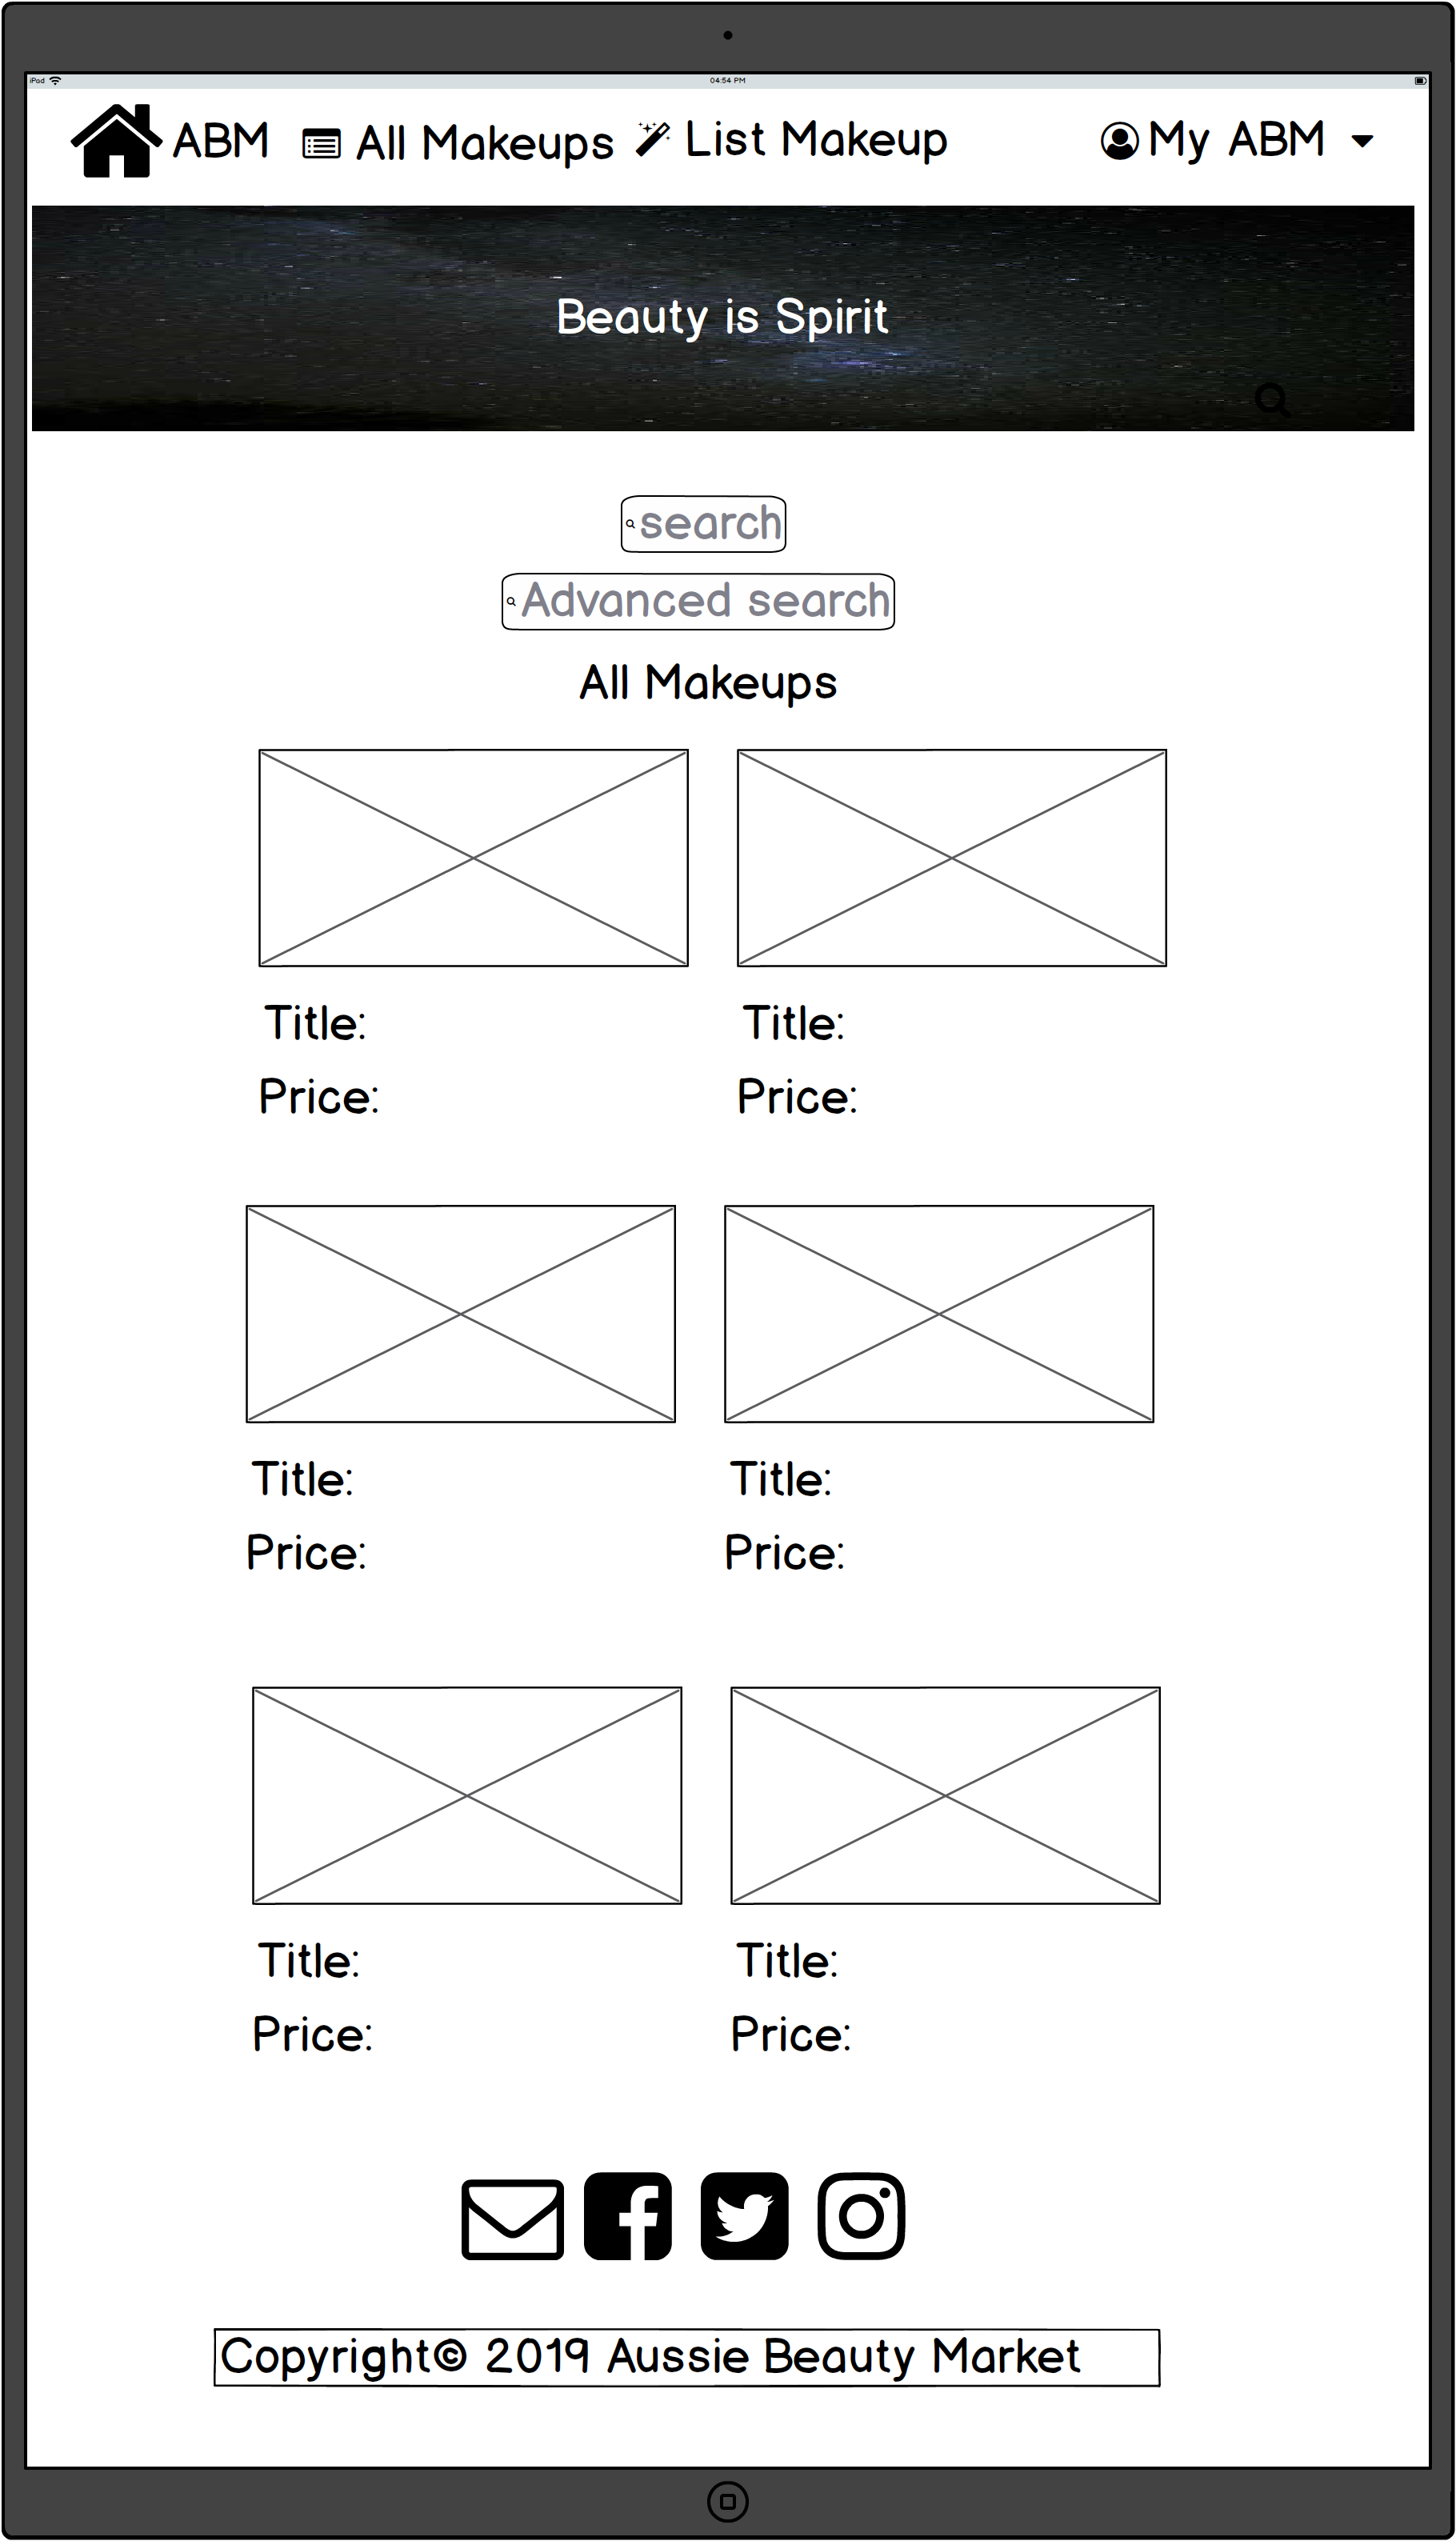 iPod 04:54 PM
ABM All Makeups List Makeup My ABM
Beauty is Spirit
search
Advanced search
All Makeups
Title: Title:
Price: Price:
Title: Title:
Price: Price:
Title: Title:
Price: Price:
Copyright© 2019 Aussie Beauty Market